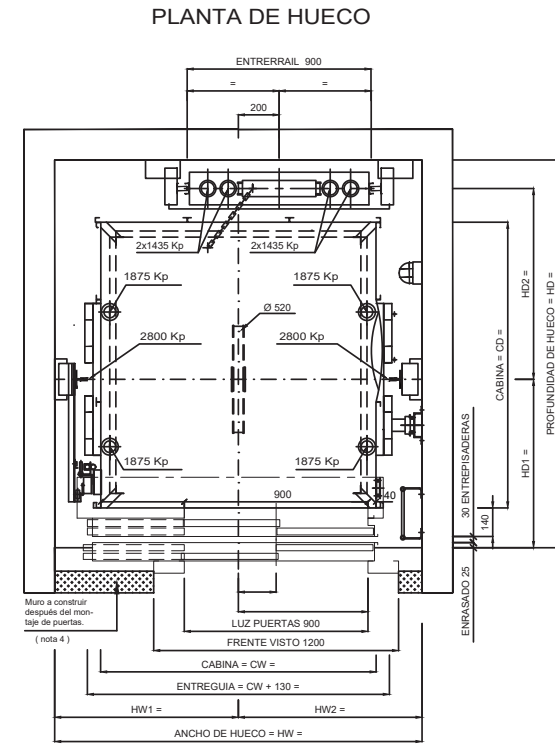 PLANTA DE HUECO
ENTRERRAIL 900
= =
200
2x1435 Kp 2x1435 Kp
1875 Kp 1875 Kp
Ø 520
2800 Kp 2800 Kp
1875 Kp 1875 Kp
900
40
HD2 =
HD1 =
CABINA = CD =
PROFUNDIDAD DE HUECO = HD =
30 ENTREPISADERAS
140
ENRASADO 25
Muro a construir
después del mon-
taje de puertas.
( nota 4 )
LUZ PUERTAS 900
FRENTE VISTO 1200
CABINA = CW =
ENTREGUIA = CW + 130 =
HW1 = HW2 =
ANCHO DE HUECO = HW =